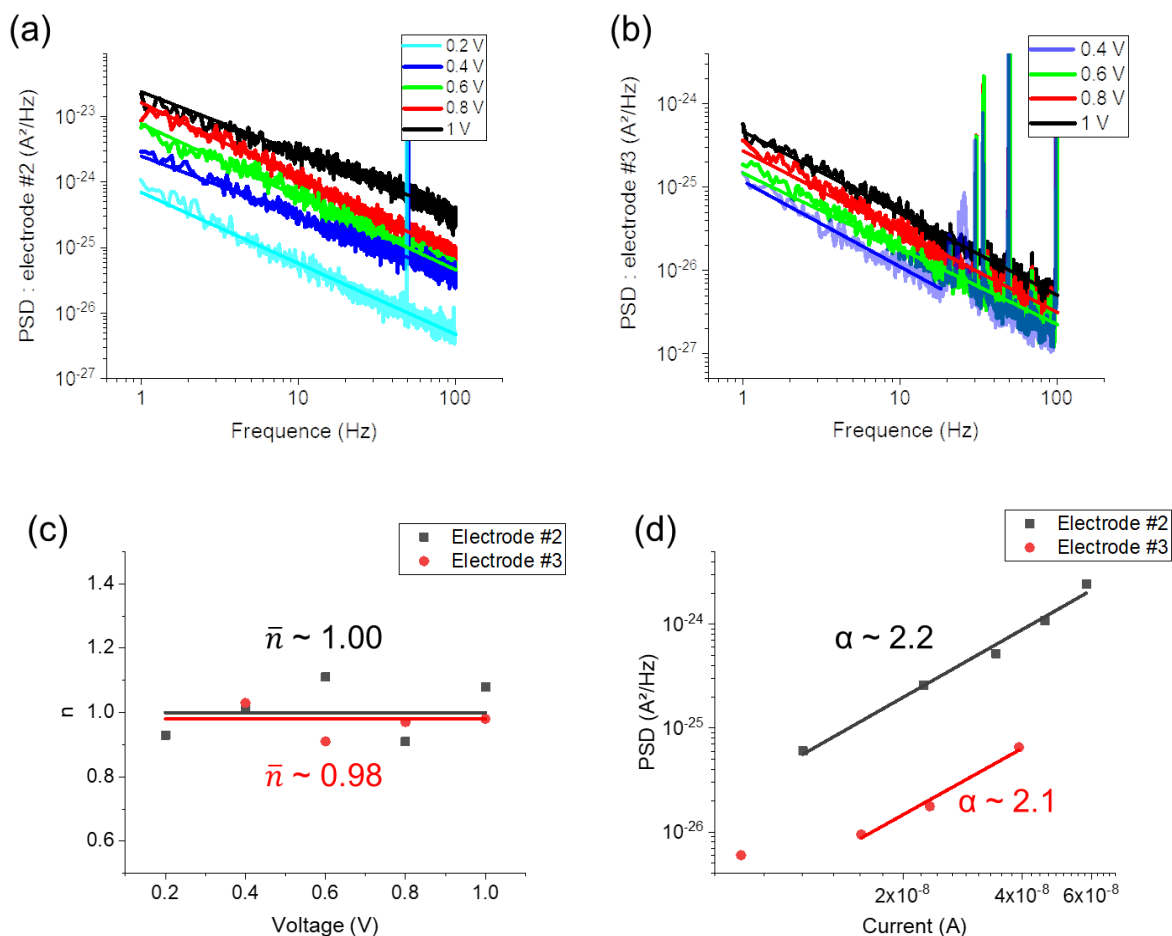 (a)
0.2 V
0.4 V
0.6 V
0.8 V
1 V
PSD : electrode #2 (A²/Hz)
10⁻²³
10⁻²⁴
10⁻²⁵
10⁻²⁶
10⁻²⁷
1
10
100
Frequence (Hz)
(b)
0.4 V
0.6 V
0.8 V
1 V
PSD : electrode #3 (A²/Hz)
10⁻²⁴
10⁻²⁵
10⁻²⁶
10⁻²⁷
1
10
100
Frequence (Hz)
(c)
Electrode #2
Electrode #3
n
1.4
1.2
1.0
0.8
0.6
n̅ ~ 1.00
n̅ ~ 0.98
0.2
0.4
0.6
0.8
1.0
Voltage (V)
(d)
Electrode #2
Electrode #3
PSD (A²/Hz)
10⁻²⁴
10⁻²⁵
10⁻²⁶
α ~ 2.2
α ~ 2.1
2x10⁻⁸
4x10⁻⁸
6x10⁻⁸
Current (A)